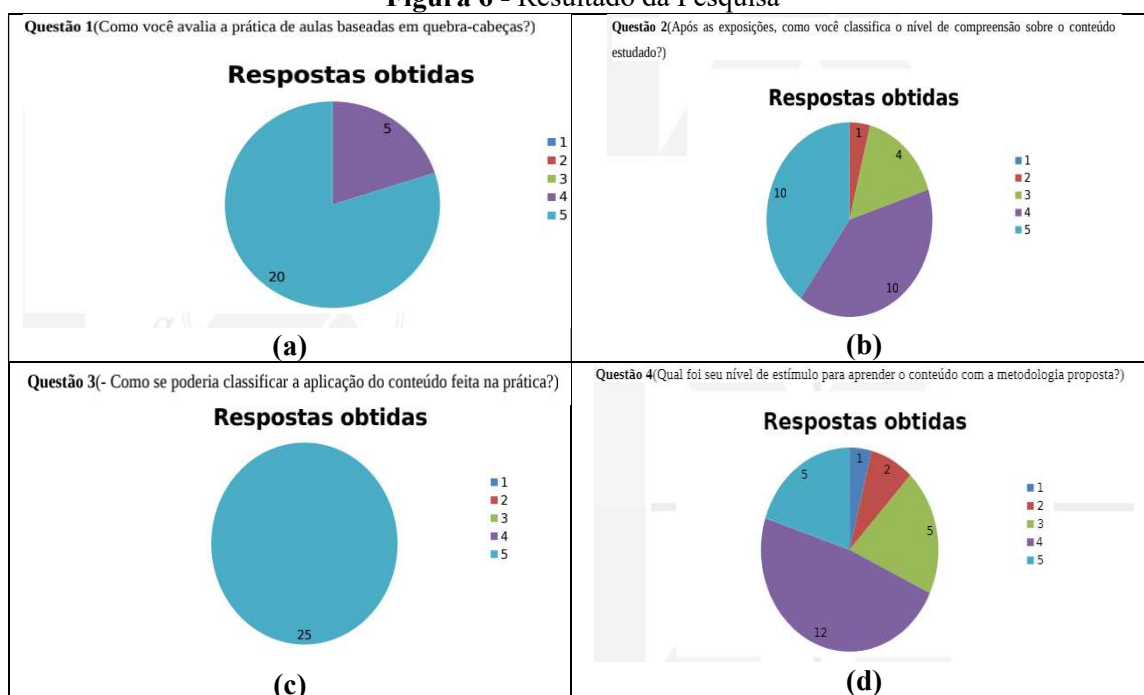 Figura 6 - Resultado da Pesquisa
Questão 1(Como você avalia a prática de aulas baseadas em quebra-cabeças?)
Respostas obtidas
5
20
1
2
3
4
5
(a)
Questão 2(Após as exposições, como você classifica o nível de compreensão sobre o conteúdo
estudado?)
Respostas obtidas
1
4
10
10
1
2
3
4
5
(b)
Questão 3(- Como se poderia classificar a aplicação do conteúdo feita na prática?)
Respostas obtidas
25
1
2
3
4
5
(c)
Questão 4(Qual foi seu nível de estímulo para aprender o conteúdo com a metodologia proposta?)
Respostas obtidas
1
2
5
5
12
1
2
3
4
5
(d)